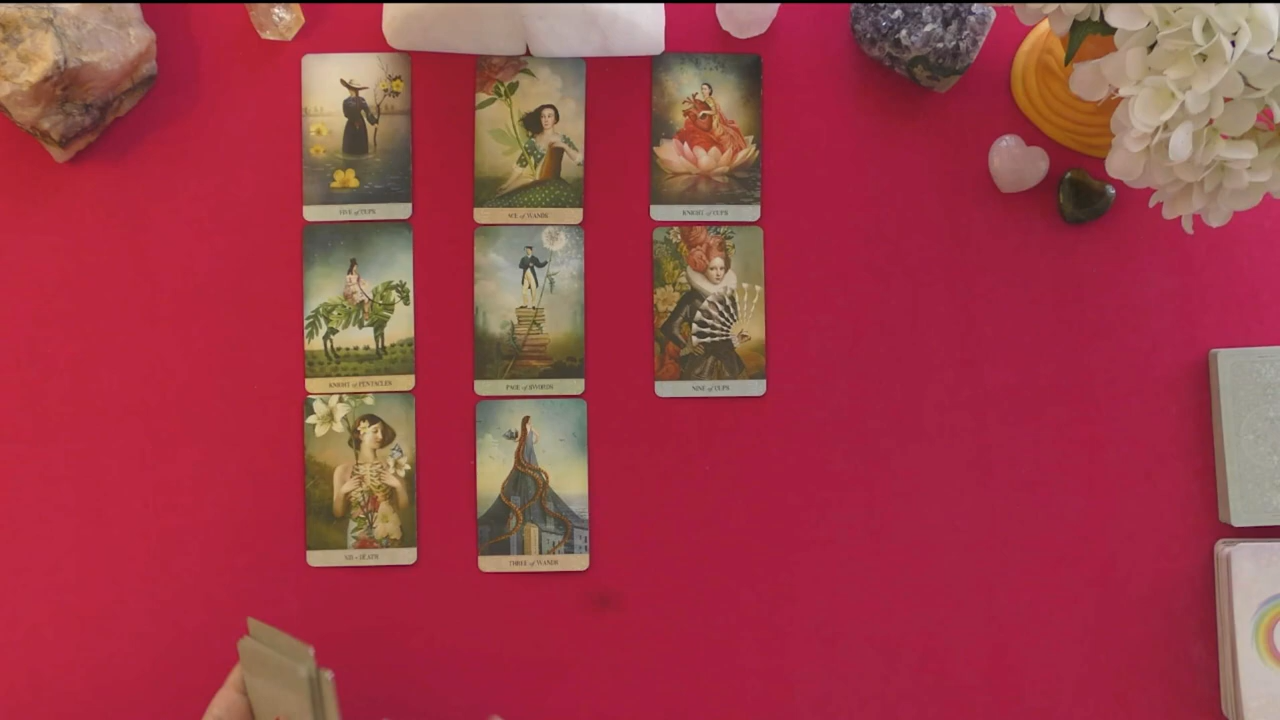 FIVE of CUPS
ACE of WANDS
KNIGHT of CUPS
KNIGHT of PENTACLES
PAGE of SWORDS
NINE of CUPS
XIII • DEATH
THREE of WANDS